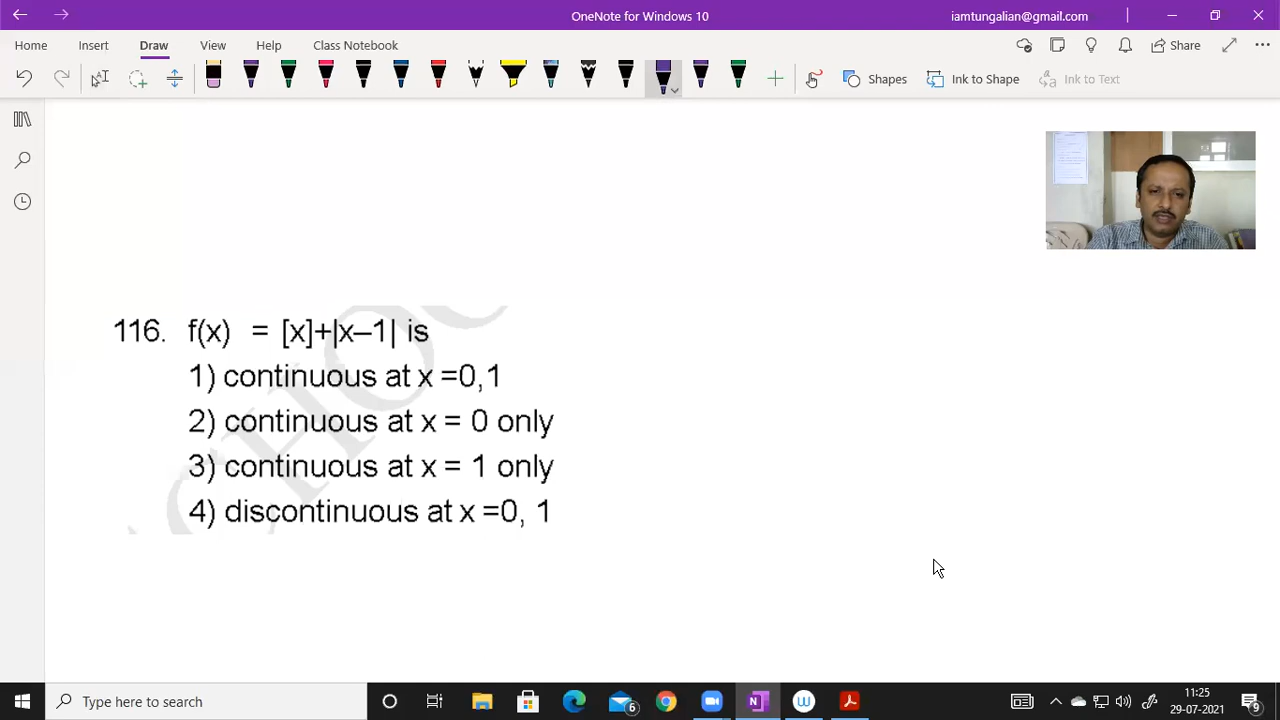 OneNote for Windows 10
iamtungalian@gmail.com
Home Insert Draw View Help Class Notebook
Share
Shapes Ink to Shape Ink to Text
116. f(x) = [x]+|x–1| is
1) continuous at x =0,1
2) continuous at x = 0 only
3) continuous at x = 1 only
4) discontinuous at x =0, 1
Type here to search
6
11:25
29-07-2021
9